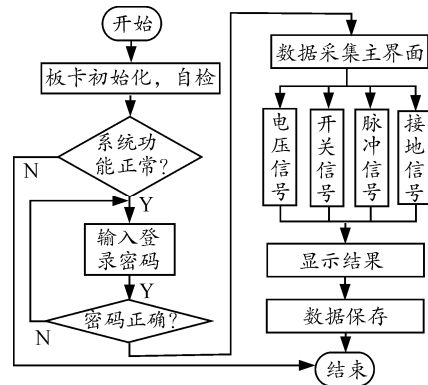 开始
板卡初始化，自检
系统功
能正常?
N
Y
输入登
录密码
Y
密码正确?
N
数据采集主界面
电压信号
开关信号
脉冲信号
接地信号
显示结果
数据保存
结束